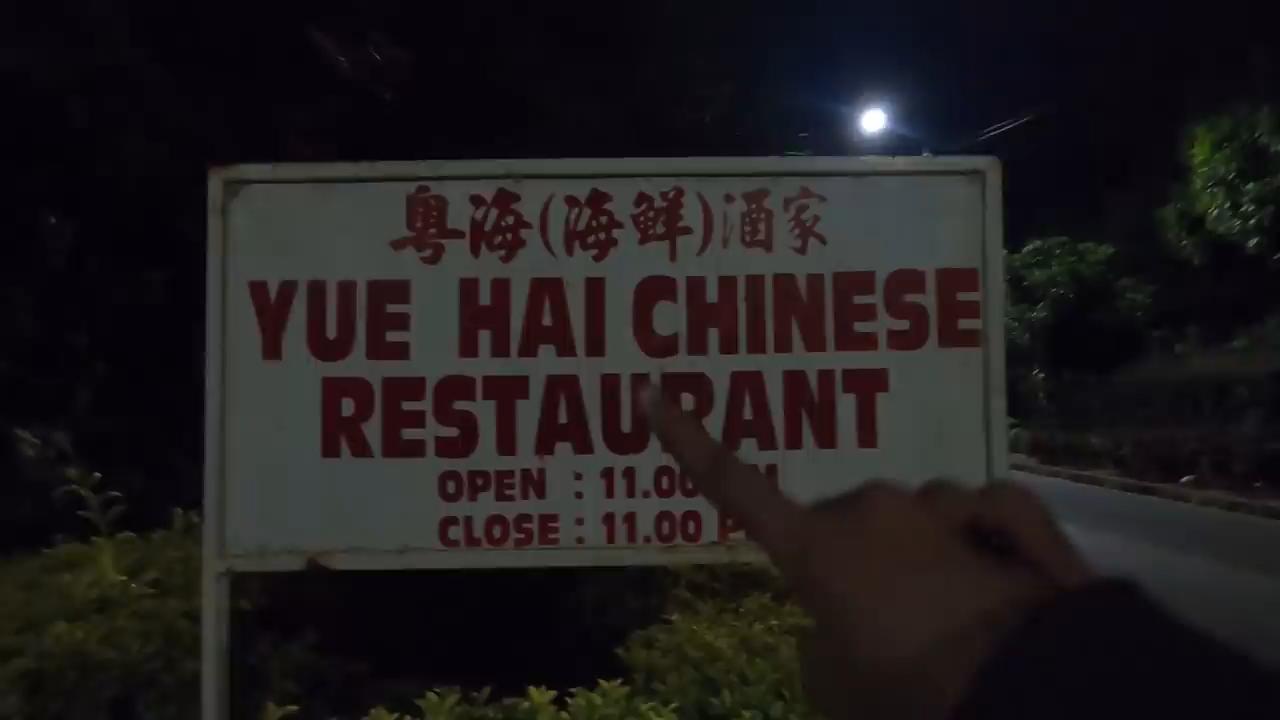 粤海(海鲜)酒家
YUE HAI CHINESE
RESTAURANT
OPEN : 11.00
CLOSE : 11.00